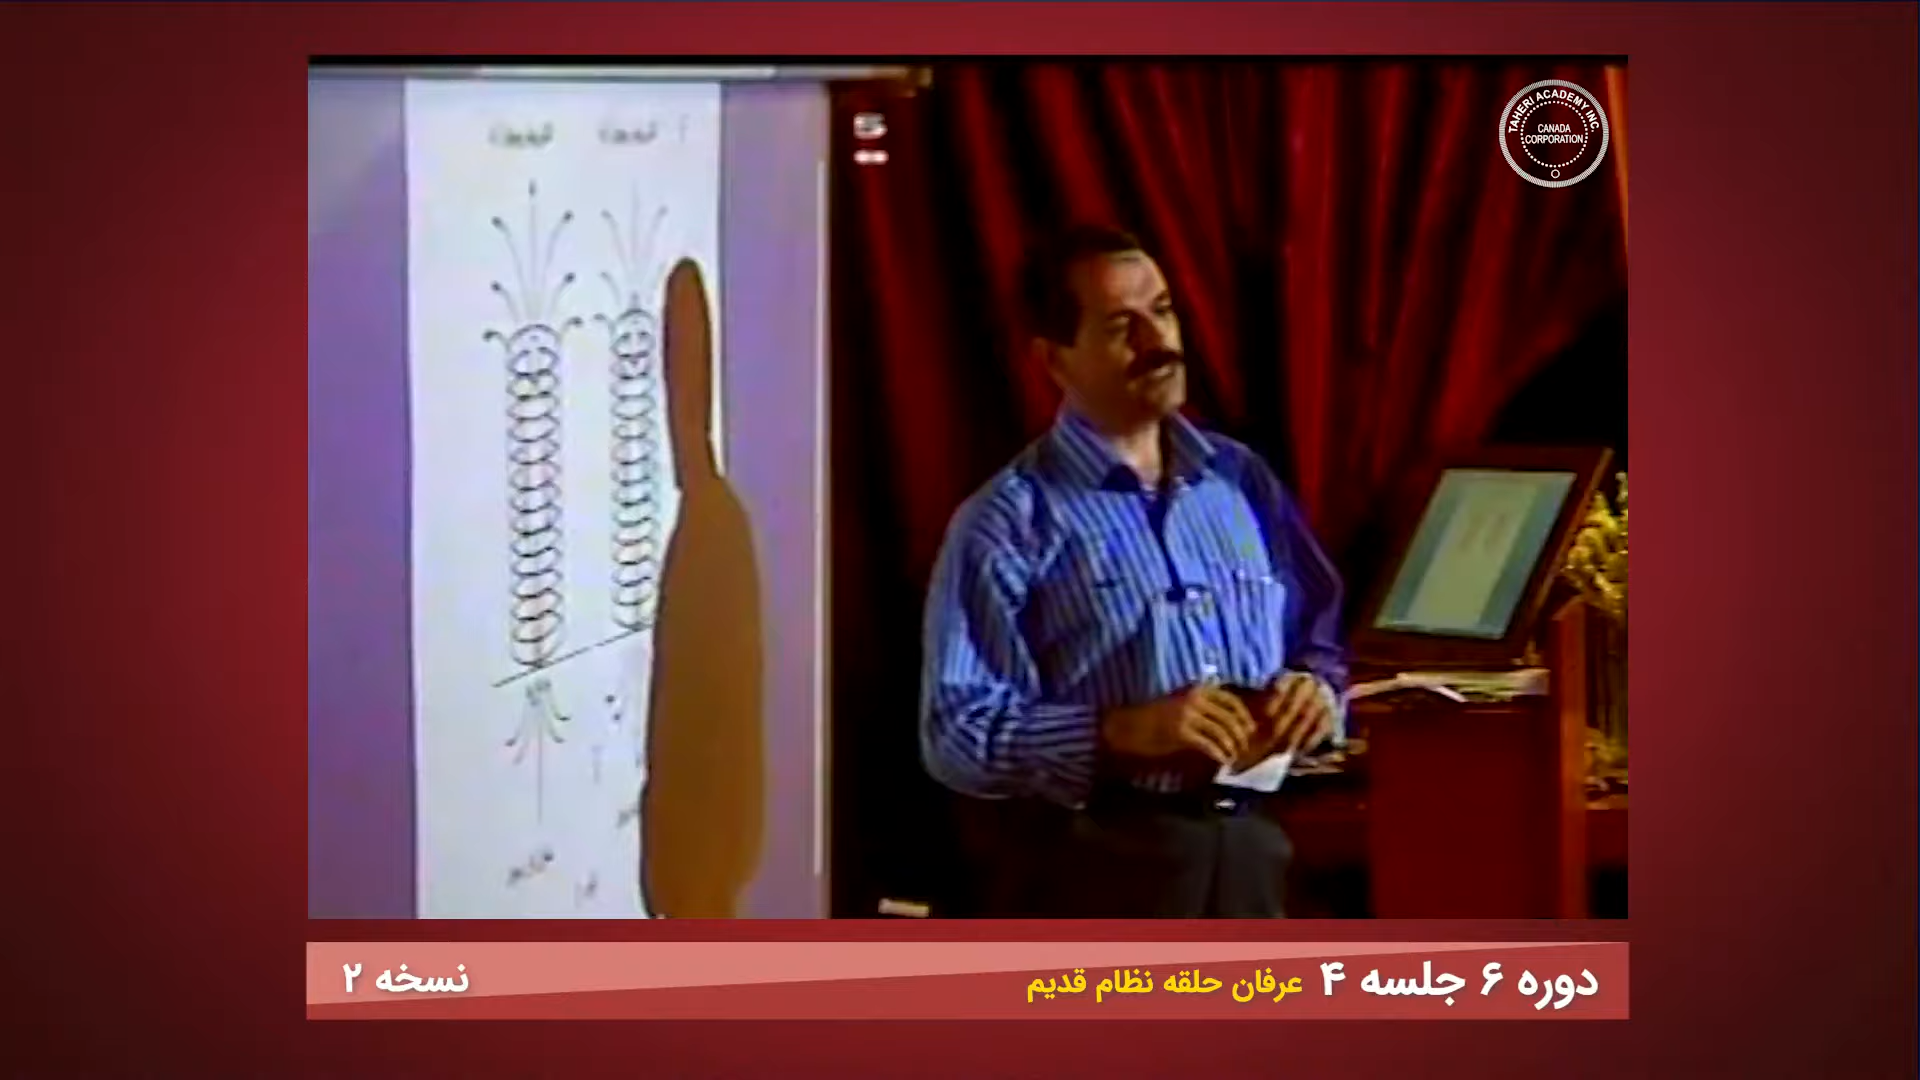 TAHERI ACADEMY INC.
CANADA
CORPORATION
دوره ۶ جلسه ۴ عرفان حلقه نظام قدیم
نسخه ۲